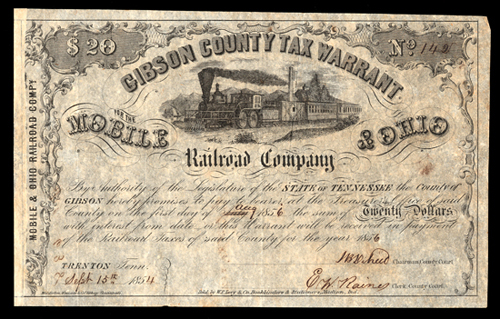 $20
No. 142
GIBSON COUNTY TAX WARRANT
FOR THE
MOBILE & OHIO
Railroad Company
MOBILE & OHIO RAILROAD COMPY.
By authority of the Legislature of the STATE OF TENNESSEE the County of
GIBSON hereby promises to pay bearer, at the Treasurer's Office of said
County on the first day of Aug 1856 the sum of Twenty Dollars
with interest from date, or this Warrant will be received in payment
of the Railroad Taxes of said County for the year 1856
TRENTON Tenn.
Sept 15th 1854
Chairman County Court
E W Raines Clerk County Court